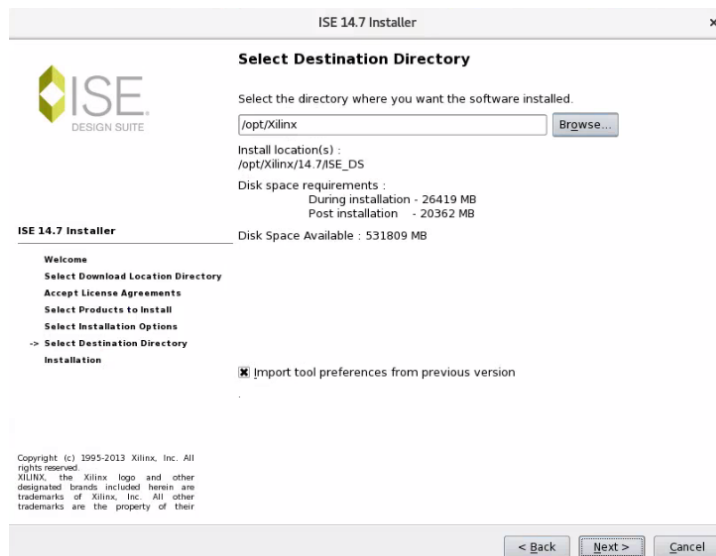 ISE 14.7 Installer
ISE
DESIGN SUITE
ISE 14.7 Installer
Welcome
Select Download Location Directory
Accept License Agreements
Select Products to Install
Select Installation Options
-> Select Destination Directory
Installation
Copyright (c) 1995-2013 Xilinx, Inc. All
rights reserved.
XILINX, the Xilinx logo and other
designated brands included herein are
trademarks of Xilinx, Inc. All other
trademarks are the property of their
Select Destination Directory
Select the directory where you want the software installed.
/opt/Xilinx
Browse...
Install location(s) :
/opt/Xilinx/14.7/ISE_DS
Disk space requirements :
During installation - 26419 MB
Post installation - 20362 MB
Disk Space Available : 531809 MB
Import tool preferences from previous version
.
< Back
Next >
Cancel